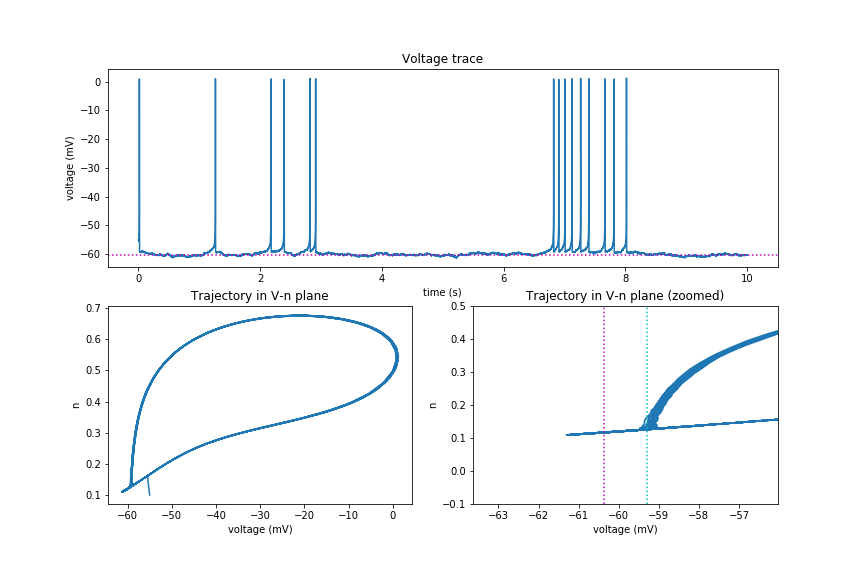 Voltage trace
voltage (mV)
0
−10
−20
−30
−40
−50
−60
0 2 4 6 8 10
time (s)
Trajectory in V-n plane
n
0.7
0.6
0.5
0.4
0.3
0.2
0.1
−60 −50 −40 −30 −20 −10 0
voltage (mV)
Trajectory in V-n plane (zoomed)
n
0.5
0.4
0.3
0.2
0.1
0.0
−0.1
−63 −62 −61 −60 −59 −58 −57
voltage (mV)